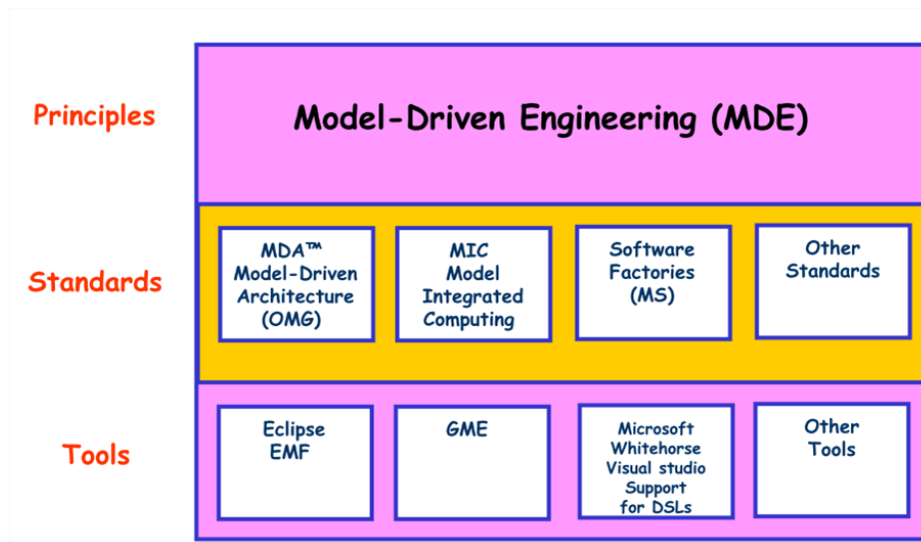 Principles
Model-Driven Engineering (MDE)
Standards
MDA™
Model-Driven
Architecture
(OMG)
MIC
Model
Integrated
Computing
Software
Factories
(MS)
Other
Standards
Tools
Eclipse
EMF
GME
Microsoft
Whitehorse
Visual studio
Support
for DSLs
Other
Tools